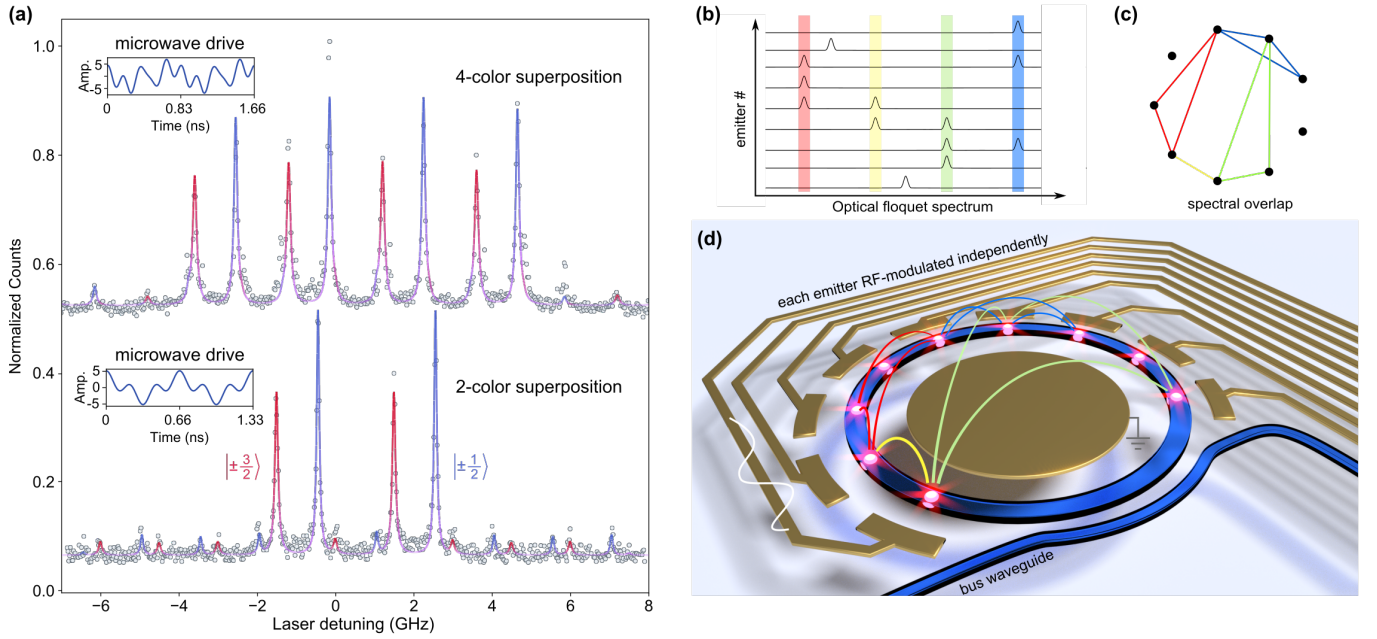 (a)
microwave drive
Amp.
5
0
-5
0
0.83
1.66
Time (ns)
4-color superposition
microwave drive
Amp.
5
0
-5
0
0.66
1.33
Time (ns)
2-color superposition
|±3/2⟩
|±1/2⟩
Normalized Counts
1.0
0.8
0.6
0.4
0.2
0.0
−6
−4
−2
0
2
4
6
8
Laser detuning (GHz)
(b)
emitter #
Optical floquet spectrum
(c)
spectral overlap
(d)
each emitter RF-modulated independently
bus waveguide